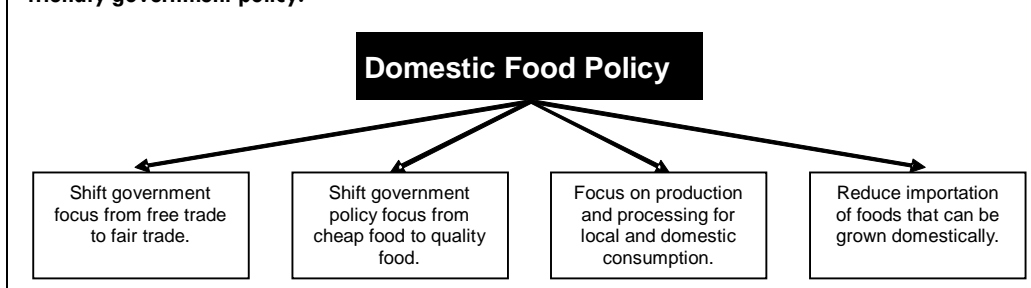 friendly government policy.
Domestic Food Policy
Shift government
focus from free trade
to fair trade.
Shift government
policy focus from
cheap food to quality
food.
Focus on production
and processing for
local and domestic
consumption.
Reduce importation
of foods that can be
grown domestically.